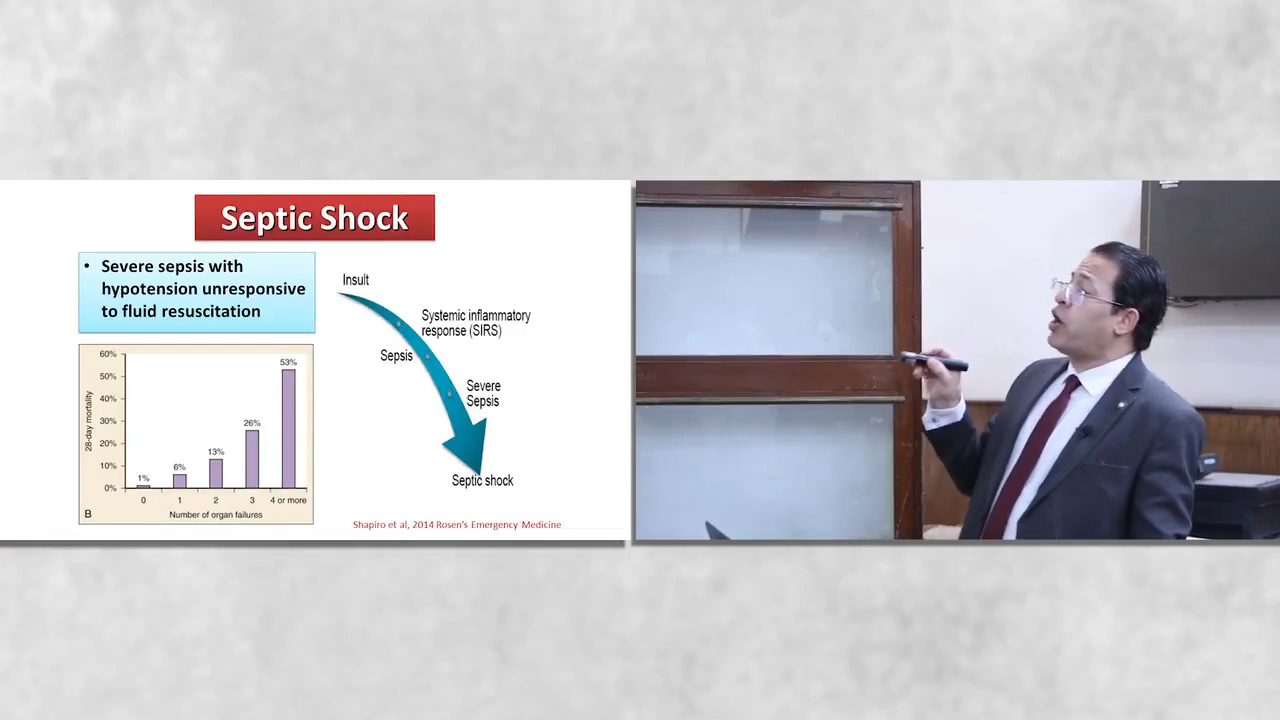 Septic Shock
• Severe sepsis with
hypotension unresponsive
to fluid resuscitation
60%
50%
40%
30%
20%
10%
0%
28-day mortality
1%
6%
13%
26%
53%
0 1 2 3 4 or more
Number of organ failures
B
Insult
Systemic inflammatory
response (SIRS)
Sepsis
Severe
Sepsis
Septic shock
Shapiro et al, 2014 Rosen's Emergency Medicine